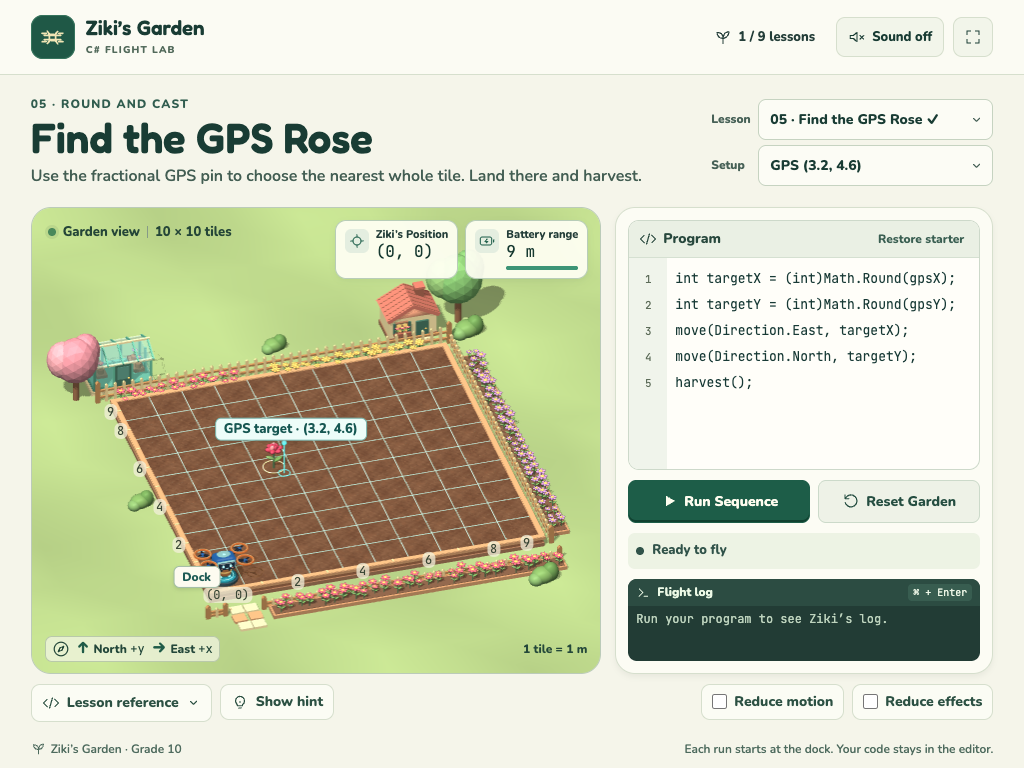 Ziki's Garden
C# FLIGHT LAB
1 / 9 lessons
Sound off
05 · ROUND AND CAST
Find the GPS Rose
Use the fractional GPS pin to choose the nearest whole tile. Land there and harvest.
Lesson
05 · Find the GPS Rose ✓
Setup
GPS (3.2, 4.6)
Garden view | 10 × 10 tiles
Ziki's Position
(0, 0)
Battery range
9 m
9
8
6
4
2
GPS target · (3.2, 4.6)
Dock
(0, 0)
2
4
6
8
9
North +y
East +x
1 tile = 1 m
</> Program
Restore starter
1 int targetX = (int)Math.Round(gpsX);
2 int targetY = (int)Math.Round(gpsY);
3 move(Direction.East, targetX);
4 move(Direction.North, targetY);
5 harvest();
Run Sequence
Reset Garden
Ready to fly
Flight log
⌘ + Enter
Run your program to see Ziki's log.
</> Lesson reference
Show hint
Reduce motion
Reduce effects
Ziki's Garden · Grade 10
Each run starts at the dock. Your code stays in the editor.